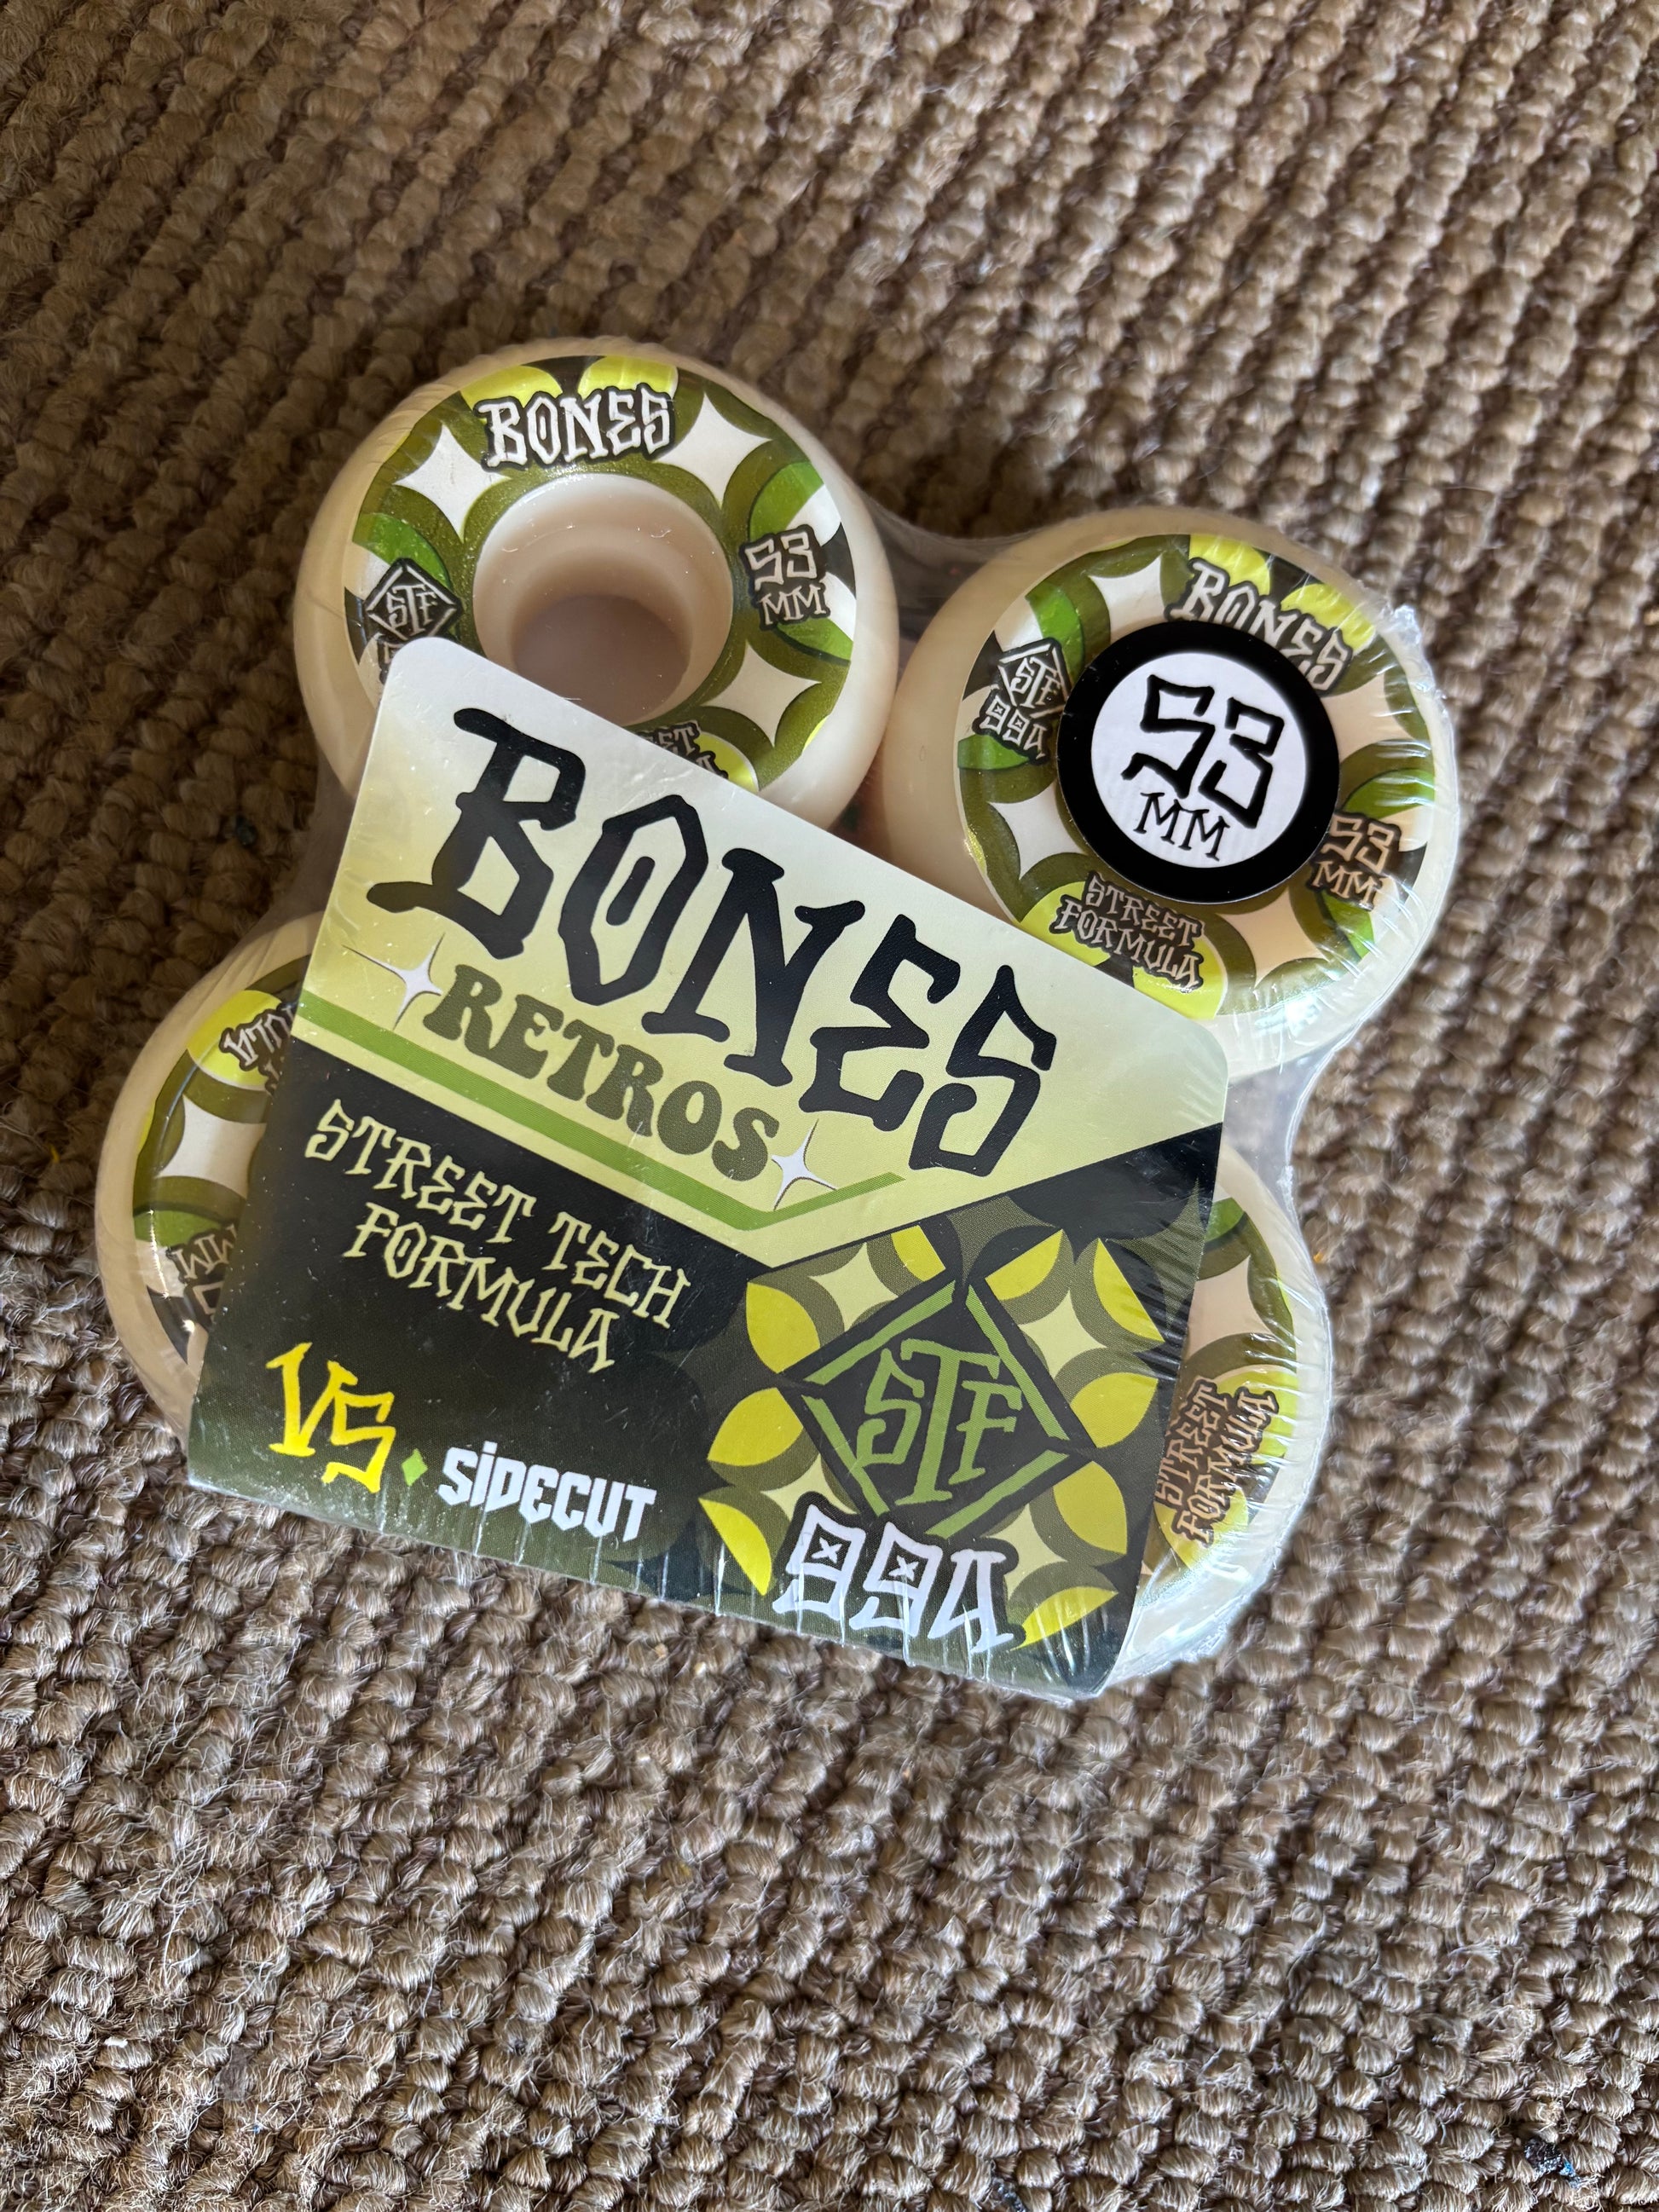 BONES
53
MM
STF
BONES
STF
99A
53
MM
53
MM
STREET
FORMULA
BONES
RETROS
STREET TECH
FORMULA
V5 SIDECUT
STF
99A
STREET
FORMULA